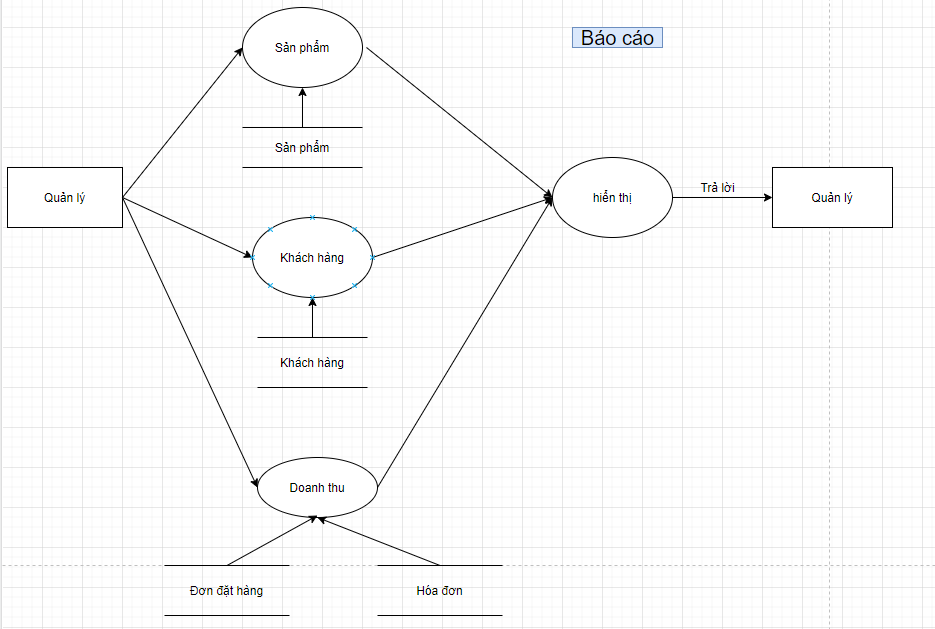 Báo cáo
Sản phẩm
Sản phẩm
Quản lý
Khách hàng
Khách hàng
hiển thị
Trả lời
Quản lý
Doanh thu
Đơn đặt hàng
Hóa đơn